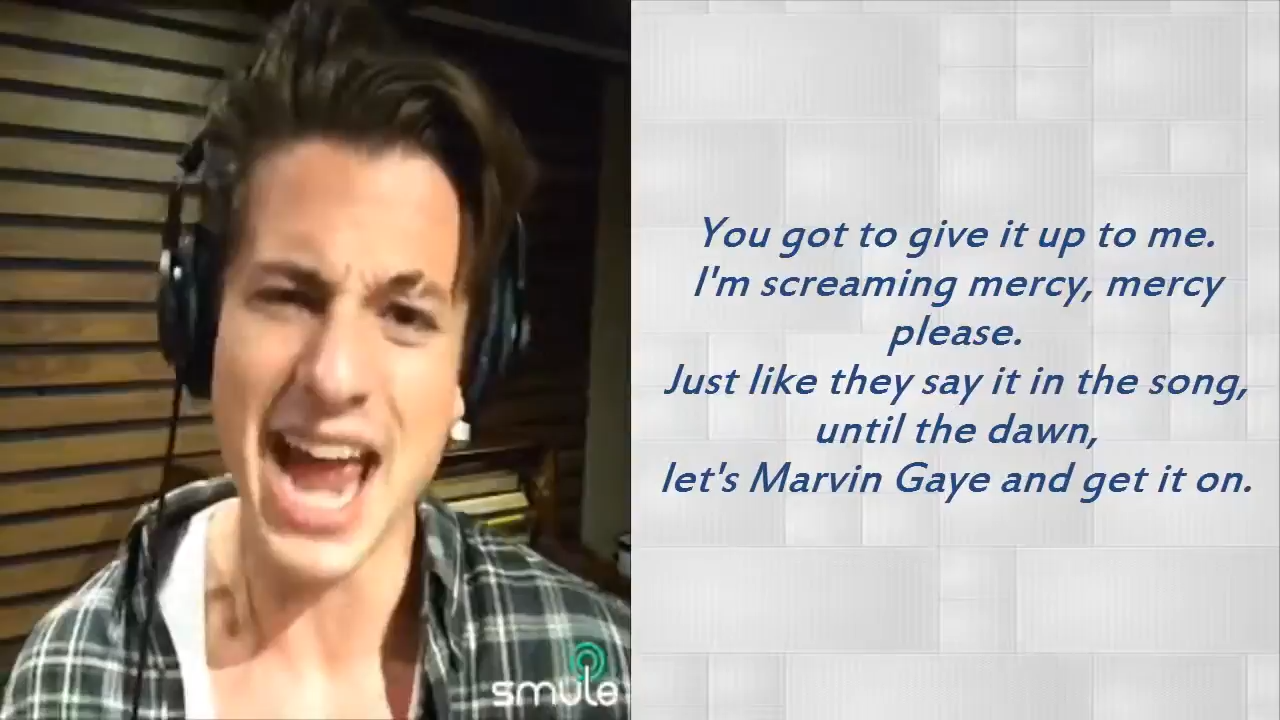 You got to give it up to me.
I'm screaming mercy, mercy
please.
Just like they say it in the song,
until the dawn,
let's Marvin Gaye and get it on.
smule